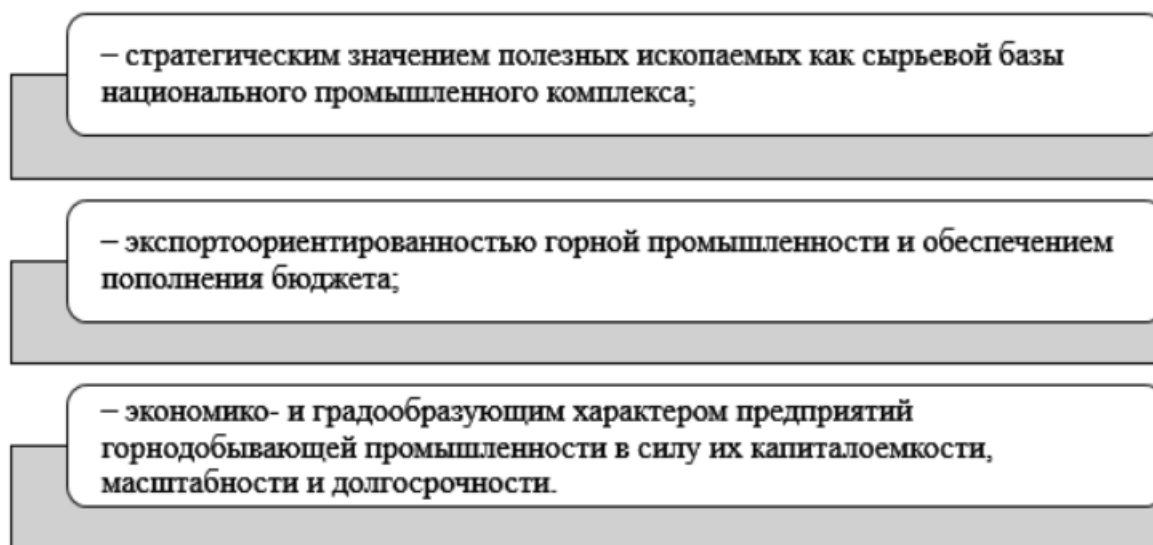 – стратегическим значением полезных ископаемых как сырьевой базы
национального промышленного комплекса;
– экспортоориентированностью горной промышленности и обеспечением
пополнения бюджета;
– экономико- и градообразующим характером предприятий
горнодобывающей промышленности в силу их капиталоемкости,
масштабности и долгосрочности.